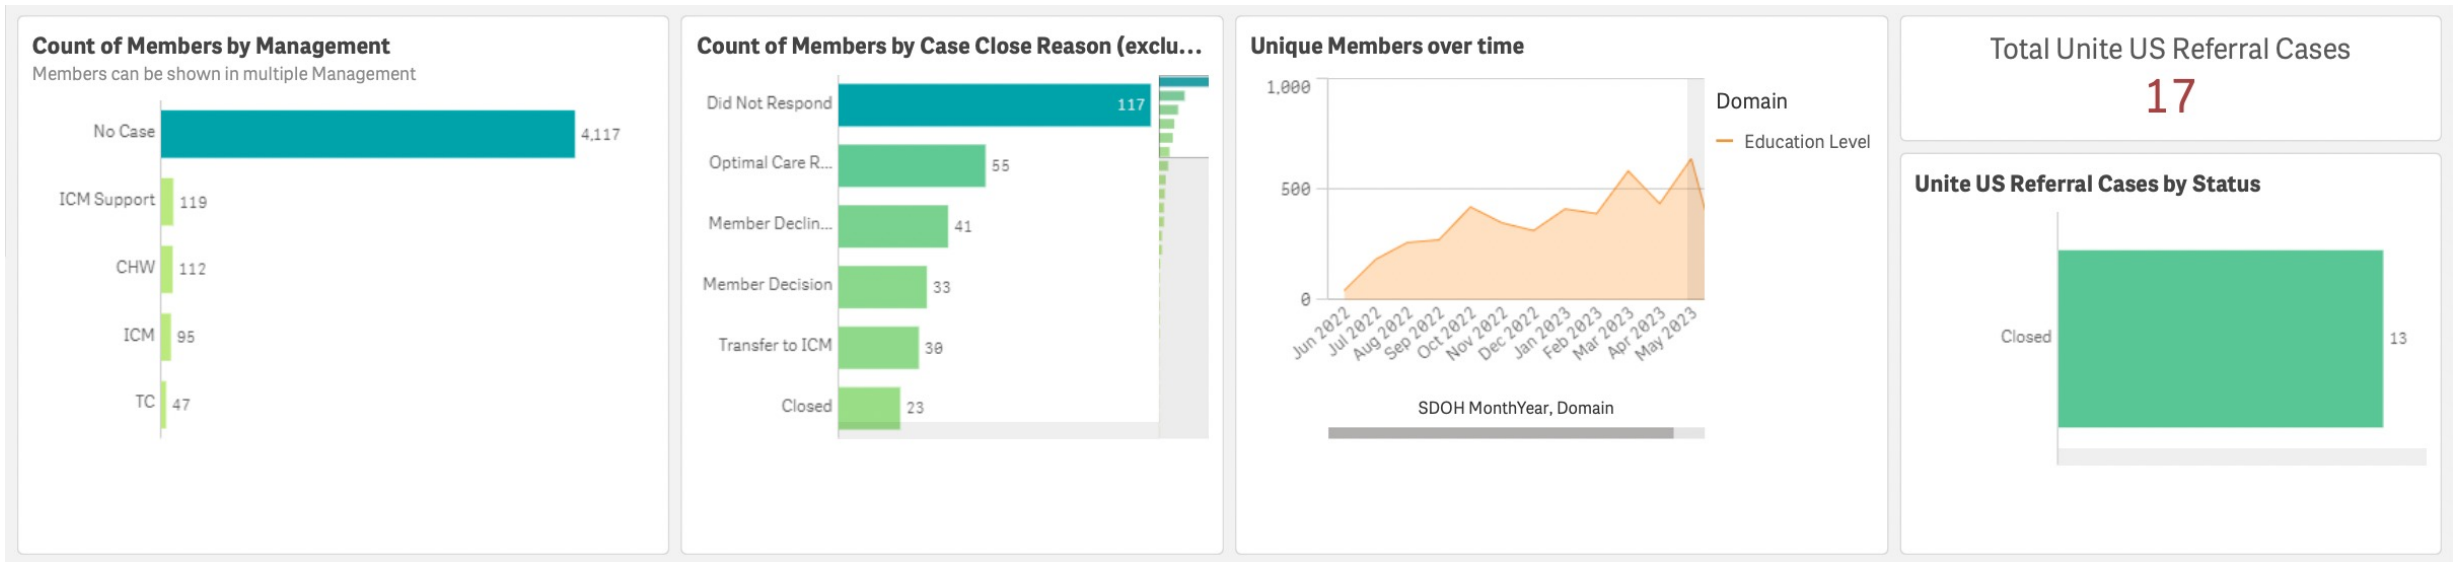 Count of Members by Management
Members can be shown in multiple Management
No Case
4,117
ICM Support
119
CHW
112
ICM
95
TC
47
Count of Members by Case Close Reason (exclu...
Did Not Respond
117
Optimal Care R...
55
Member Declin...
41
Member Decision
33
Transfer to ICM
30
Closed
23
Unique Members over time
1,000
500
0
Jun 2022
Jul 2022
Aug 2022
Sep 2022
Oct 2022
Nov 2022
Dec 2022
Jan 2023
Feb 2023
Mar 2023
Apr 2023
May 2023
SDOH MonthYear, Domain
Domain
Education Level
Total Unite US Referral Cases
17
Unite US Referral Cases by Status
Closed
13